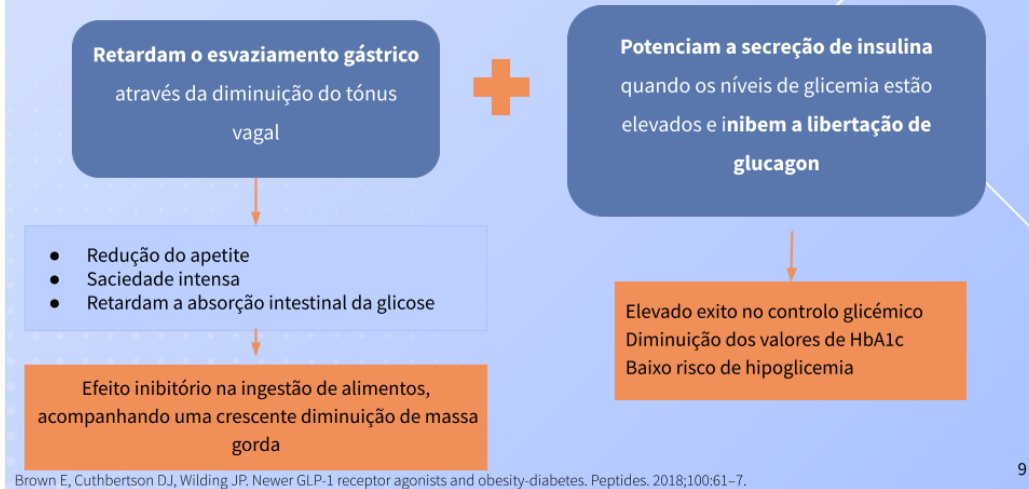 Retardam o esvaziamento gástrico
através da diminuição do tónus
vagal
Potenciam a secreção de insulina
quando os níveis de glicemia estão
elevados e inibem a libertação de
glucagon
● Redução do apetite
● Saciedade intensa
● Retardam a absorção intestinal da glicose
Elevado exito no controlo glicémico
Diminuição dos valores de HbA1c
Baixo risco de hipoglicemia
Efeito inibitório na ingestão de alimentos,
acompanhando uma crescente diminuição de massa
gorda
Brown E, Cuthbertson DJ, Wilding JP. Newer GLP-1 receptor agonists and obesity-diabetes. Peptides. 2018;100:61–7.
9